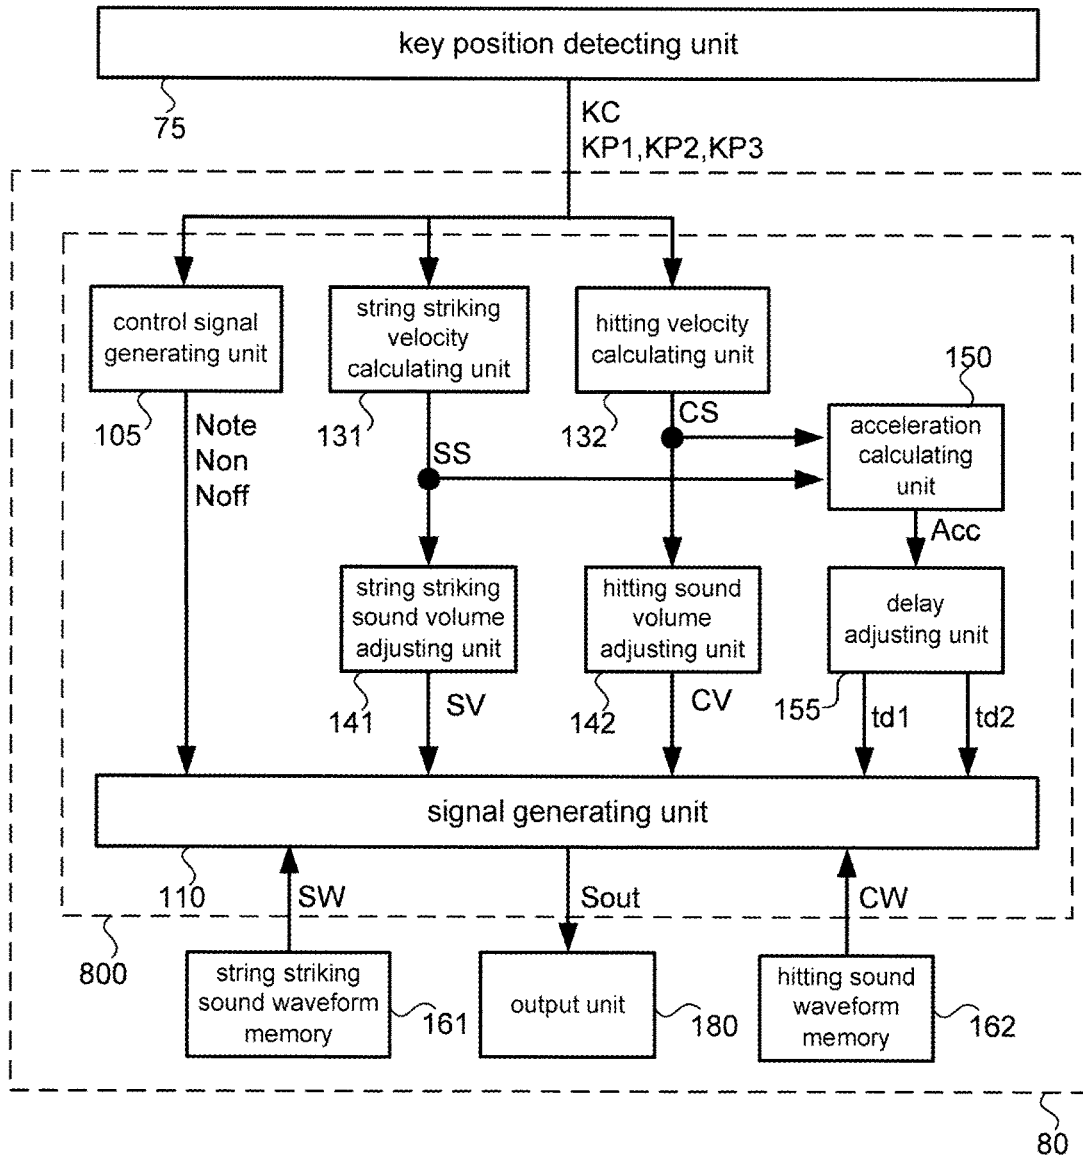 key position detecting unit
75
KC
KP1,KP2,KP3
control signal
generating unit
string striking
velocity
calculating unit
hitting velocity
calculating unit
150
105
131
132
CS
acceleration
calculating
unit
Note
Non
Noff
SS
Acc
string striking
sound volume
adjusting unit
hitting sound
volume
adjusting unit
delay
adjusting unit
141
SV
142
CV
155
td1
td2
signal generating unit
110
SW
Sout
CW
800
string striking
sound waveform
memory
161
output unit
180
hitting sound
waveform
memory
162
80